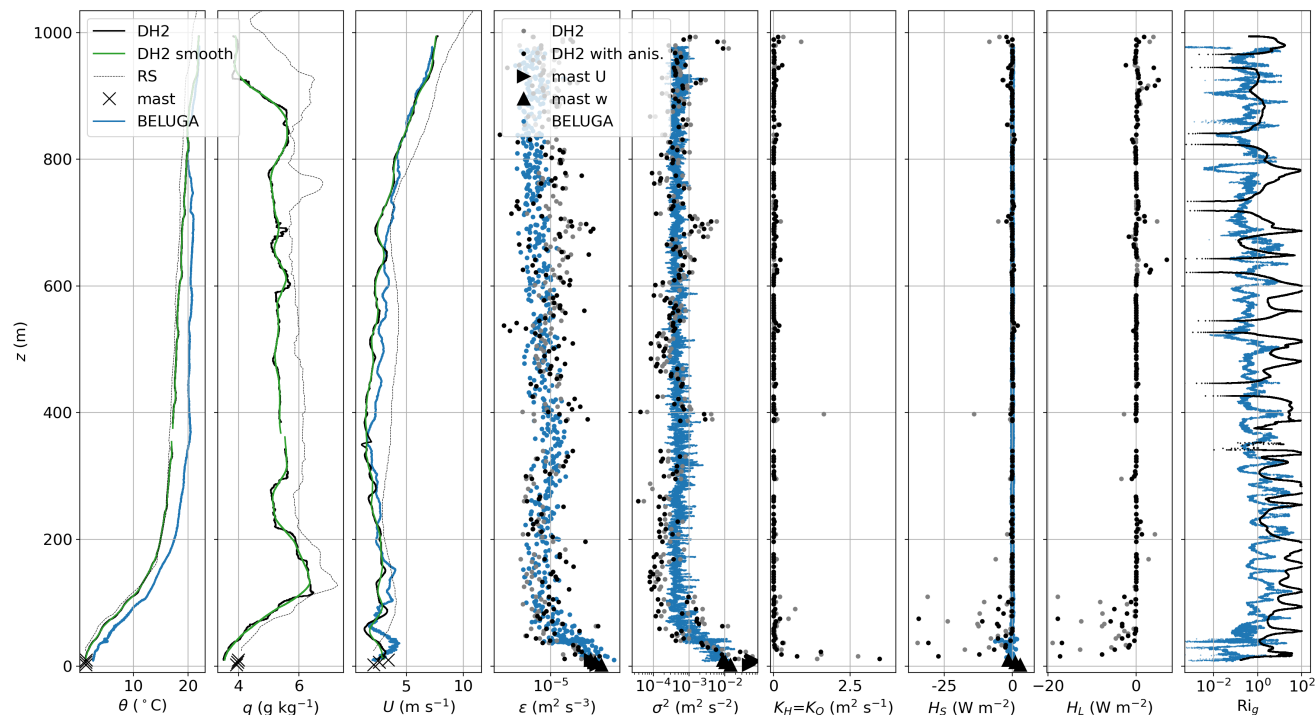 DH2
DH2 smooth
RS
mast
BELUGA
DH2
DH2 with anis.
mast U
mast w
BELUGA
1000
800
600
400
200
0
z (m)
10 20
4 6
5 10
10⁻⁵
10⁻⁴ 10⁻²
0.0 2.5
−25 0
−20 0
10⁻² 10⁰ 10²
θ (°C)
q (g kg⁻¹)
U (m s⁻¹)
ε (m² s⁻³)
σ² (m² s⁻²)
K_H=K_Q (m² s⁻¹)
H_S (W m⁻²)
H_L (W m⁻²)
Ri_g